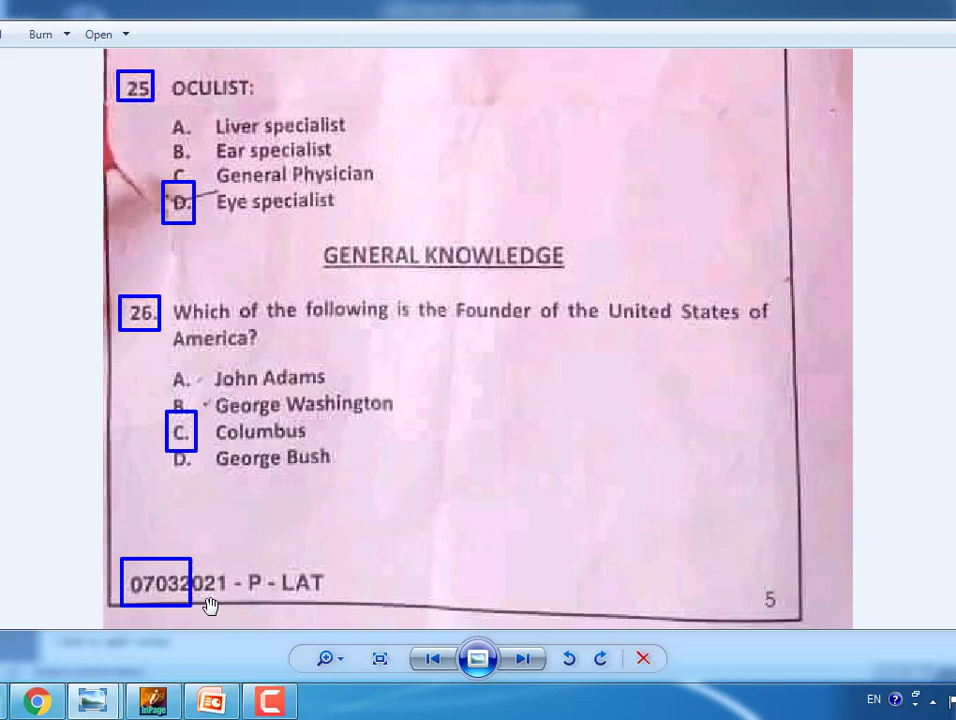 Burn Open
25 OCULIST:
A. Liver specialist
B. Ear specialist
C. General Physician
D. Eye specialist
GENERAL KNOWLEDGE
26. Which of the following is the Founder of the United States of
America?
A. John Adams
B. George Washington
C. Columbus
D. George Bush
07032021 - P - LAT
5
EN